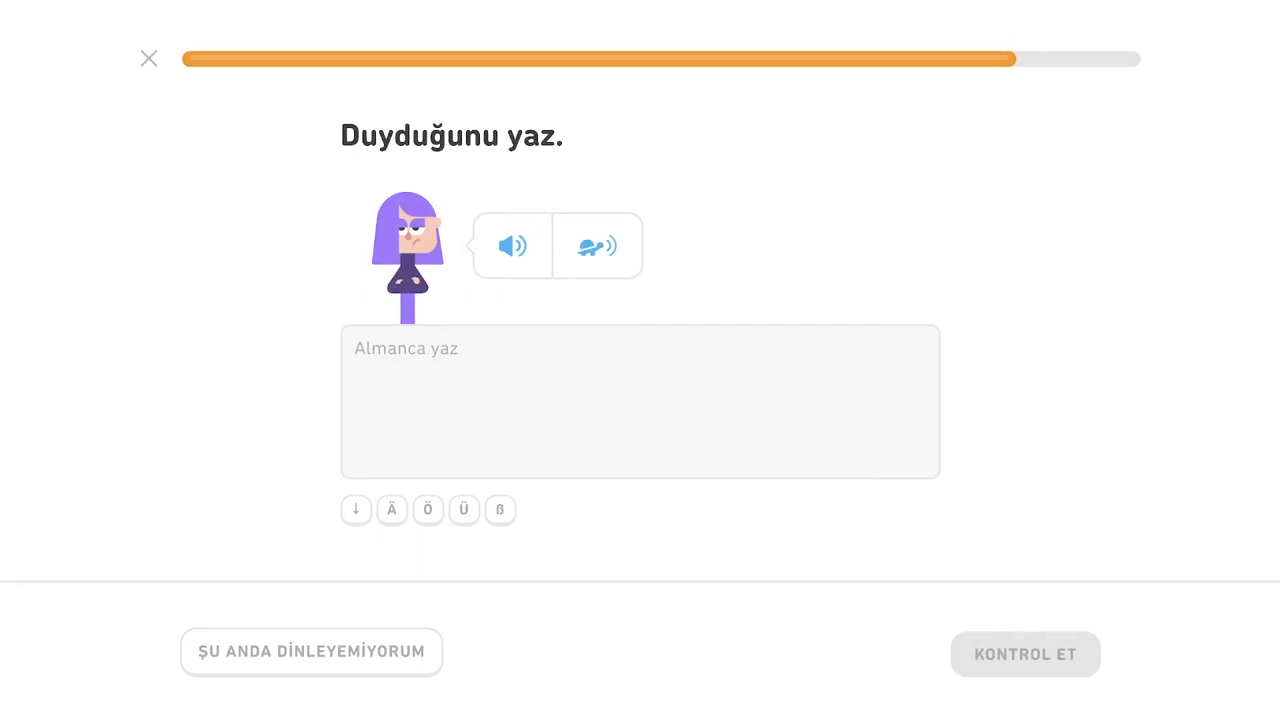 Duyduğunu yaz.
Almanca yaz
↓ Ä Ö Ü ß
ŞU ANDA DİNLEYEMİYORUM
KONTROL ET